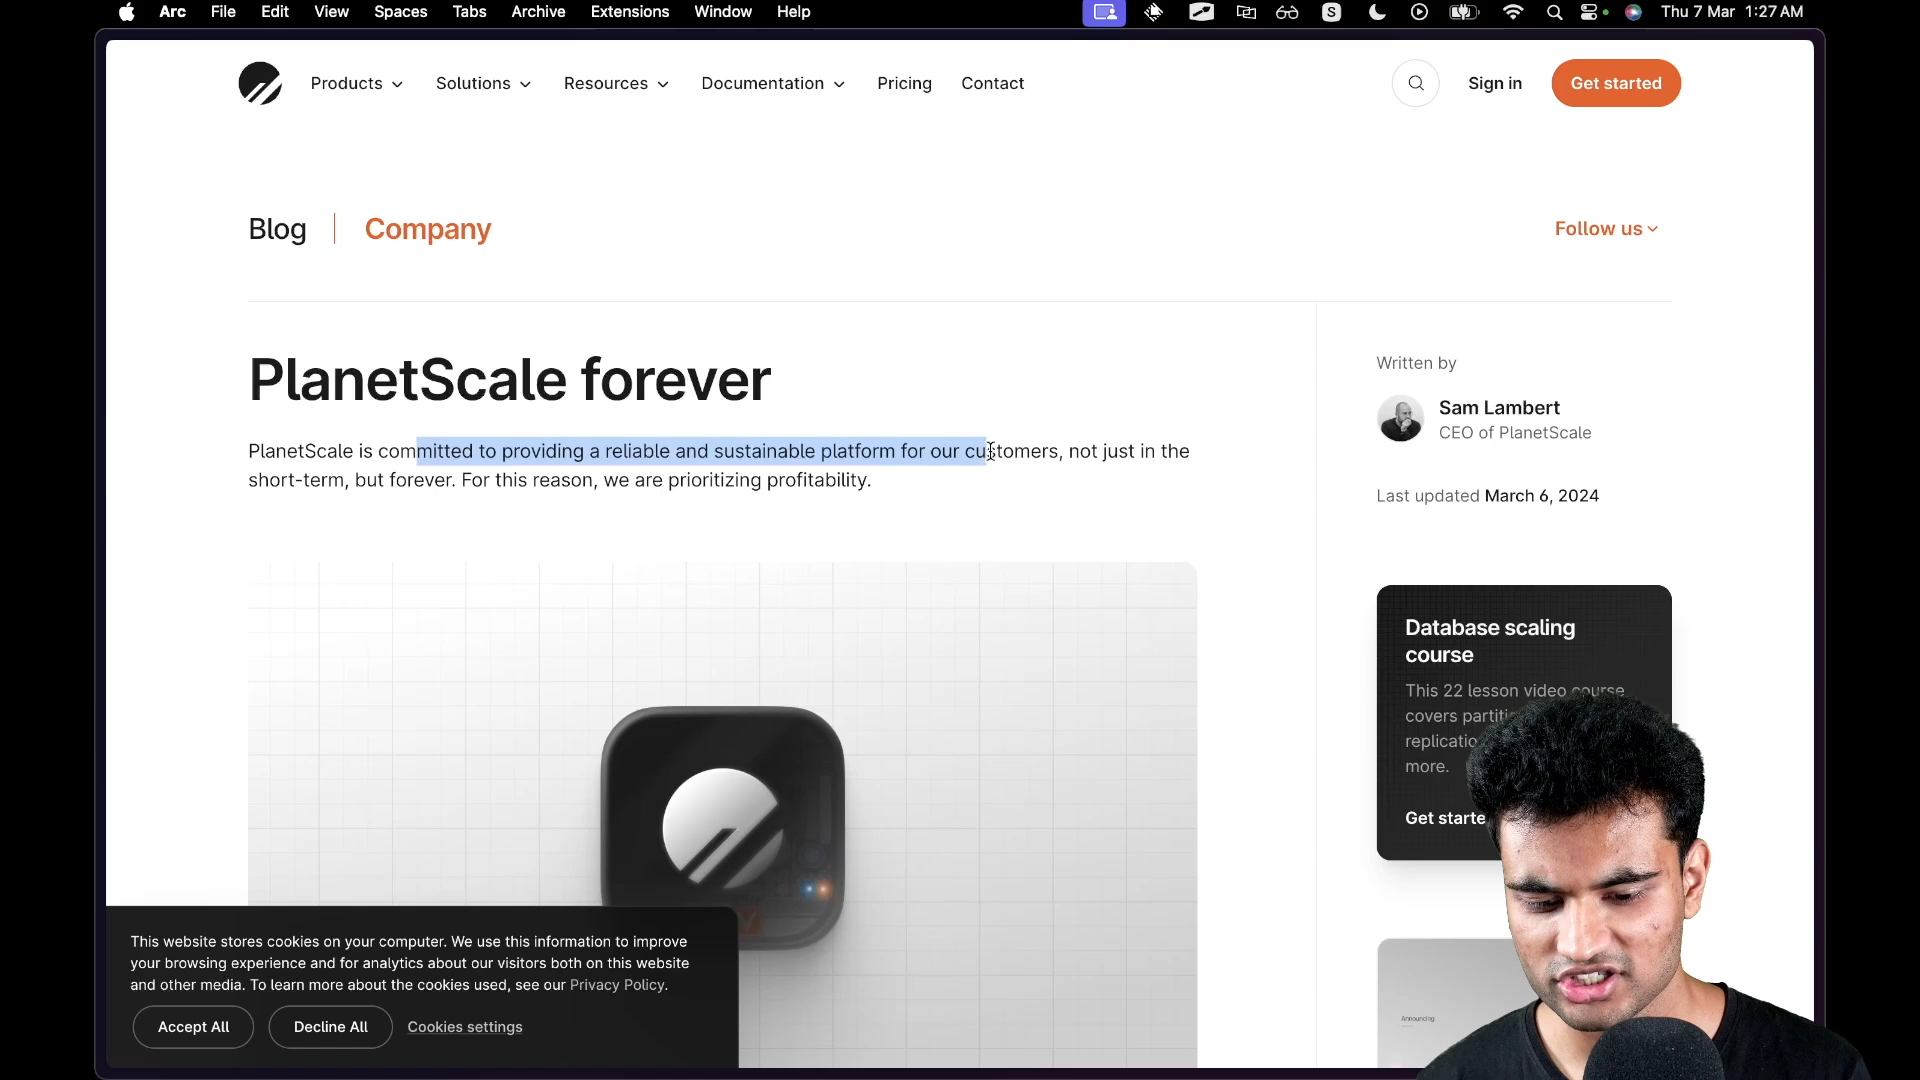 Arc File Edit View Spaces Tabs Archive Extensions Window Help S Thu 7 Mar 1:27 AM
Products Solutions Resources Documentation Pricing Contact Sign in Get started
Blog Company Follow us
PlanetScale forever
PlanetScale is committed to providing a reliable and sustainable platform for our customers, not just in the
short-term, but forever. For this reason, we are prioritizing profitability.
Written by
Sam Lambert
CEO of PlanetScale
Last updated March 6, 2024
Database scaling
course
This 22 lesson video course
covers
more.
Announcing
This website stores cookies on your computer. We use this information to improve
your browsing experience and for analytics about our visitors both on this website
and other media. To learn more about the cookies used, see our Privacy Policy.
Accept All Decline All Cookies settings